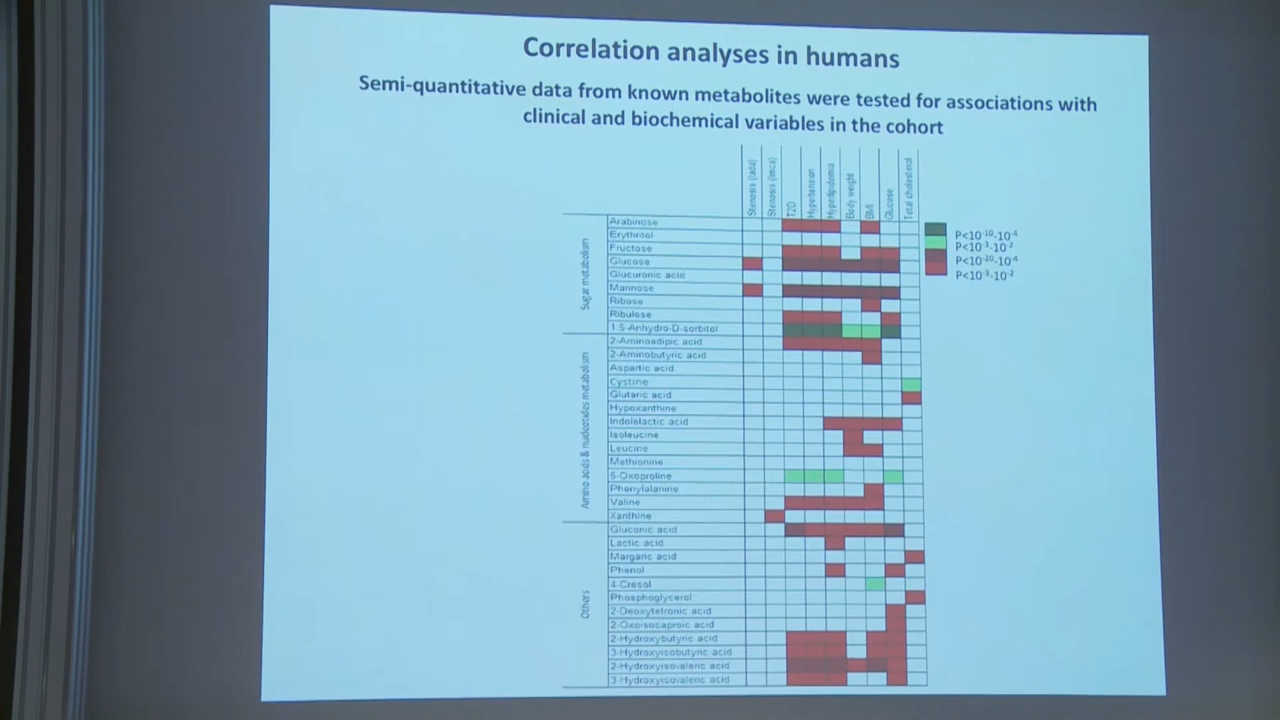 Correlation analyses in humans
Semi-quantitative data from known metabolites were tested for associations with
clinical and biochemical variables in the cohort
Stenosis (lada)
Stenosis (lmca)
T2D
Hypertension
Hyperlipidemia
Body weight
BMI
Glucose
Total cholesterol
Sugar metabolism
Arabinose
Erythritol
Fructose
Glucose
Glucuronic acid
Mannose
Ribose
Ribulose
1,5-Anhydro-D-sorbitol
Amino acids & nucleotides metabolism
2-Aminoadipic acid
2-Aminobutyric acid
Aspartic acid
Cystine
Glutaric acid
Hypoxanthine
Indolelactic acid
Isoleucine
Leucine
Methionine
5-Oxoproline
Phenylalanine
Valine
Xanthine
Others
Gluconic acid
Lactic acid
Margaric acid
Phenol
4-Cresol
Phosphoglycerol
2-Deoxytetronic acid
2-Oxoisocaproic acid
2-Hydroxybutyric acid
3-Hydroxyisobutyric acid
2-Hydroxyisovaleric acid
3-Hydroxyisovaleric acid
P<10⁻¹⁰-10⁻⁴
P<10⁻³-10⁻²
P<10⁻²⁰-10⁻⁴
P<10⁻³-10⁻²